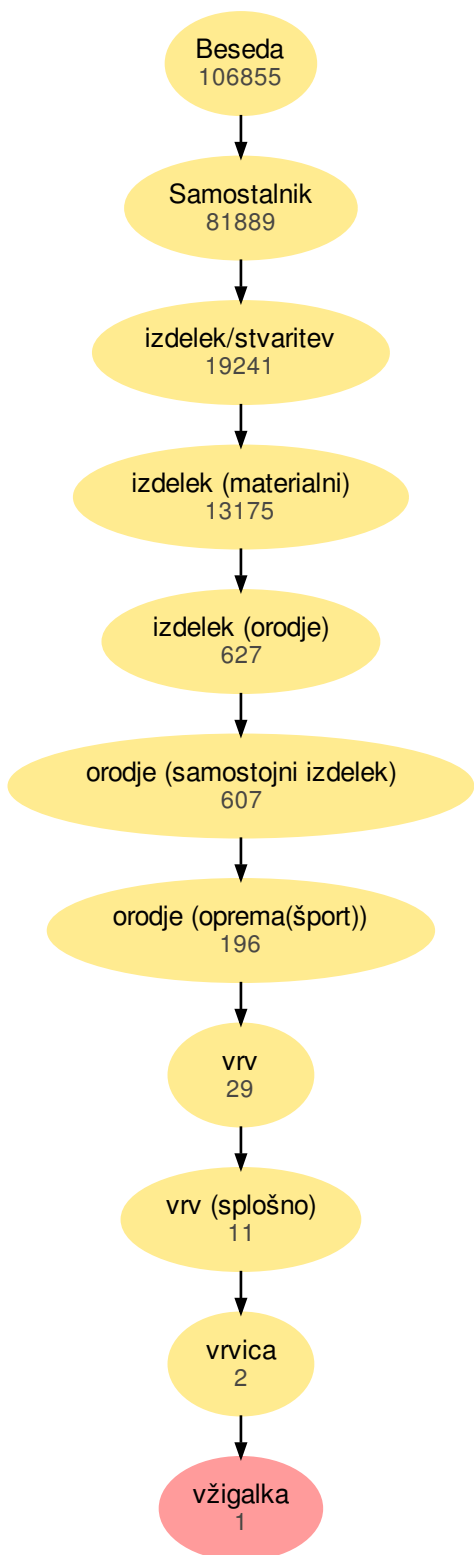 Beseda
106855
Samostalnik
81889
izdelek/stvaritev
19241
izdelek (materialni)
13175
izdelek (orodje)
627
orodje (samostojni izdelek)
607
orodje (oprema(šport))
196
vrv
29
vrv (splošno)
11
vrvica
2
vžigalka
1